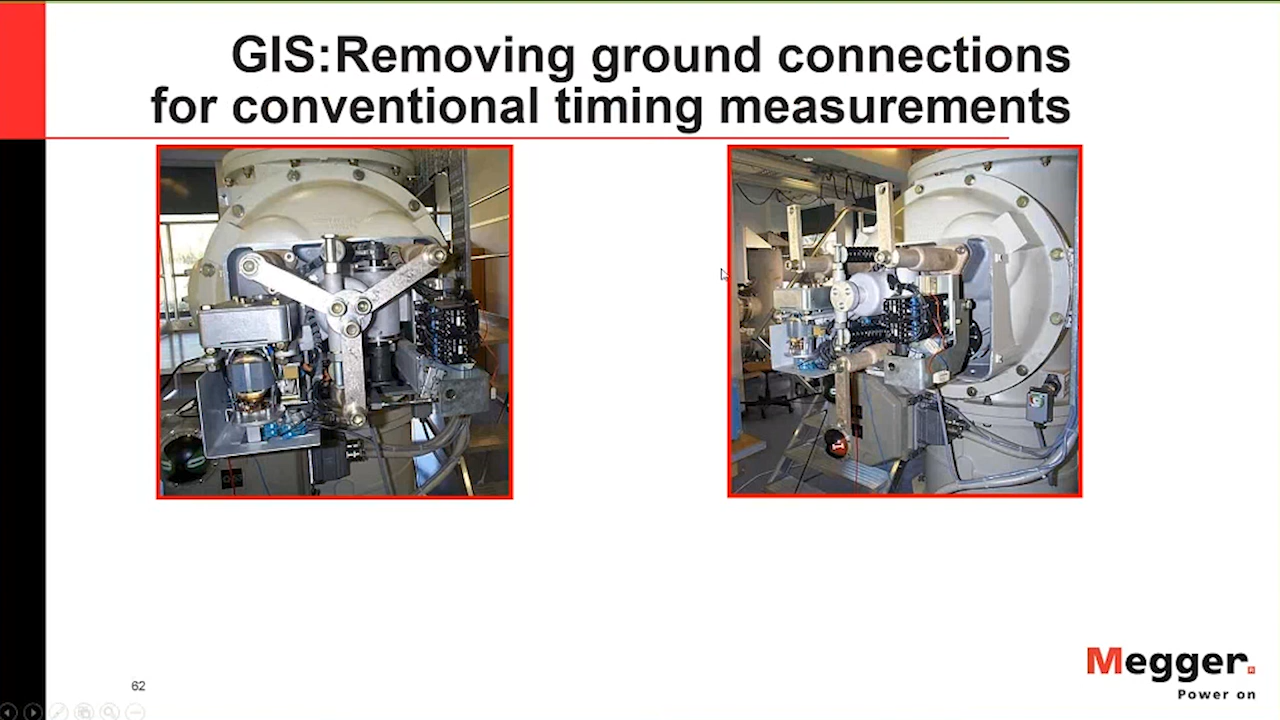 GIS:Removing ground connections
for conventional timing measurements
62
Megger.
Power on